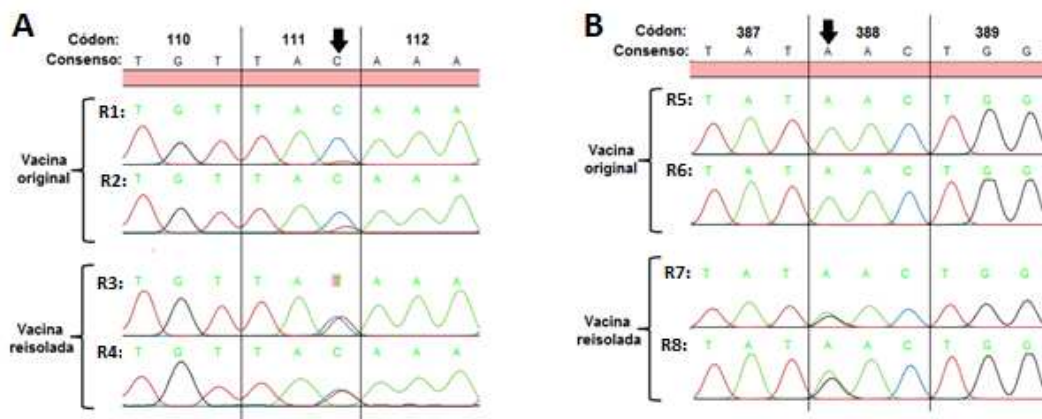 A
Códon: 110 111 112
Consenso: T G T T A C A A A
R1: T G T T A C A A A
Vacina original
R2: T G T T A C A A A
R3: T G T T A A A A
Vacina reisolada
R4: T G T T A C A A A
B
Códon: 387 388 389
Consenso: T A T A A C T G G
R5: T A T A A C T G G
Vacina original
R6: T A T A A C T G G
R7: T A T A A C T G G
Vacina reisolada
R8: T A T A A C T G G